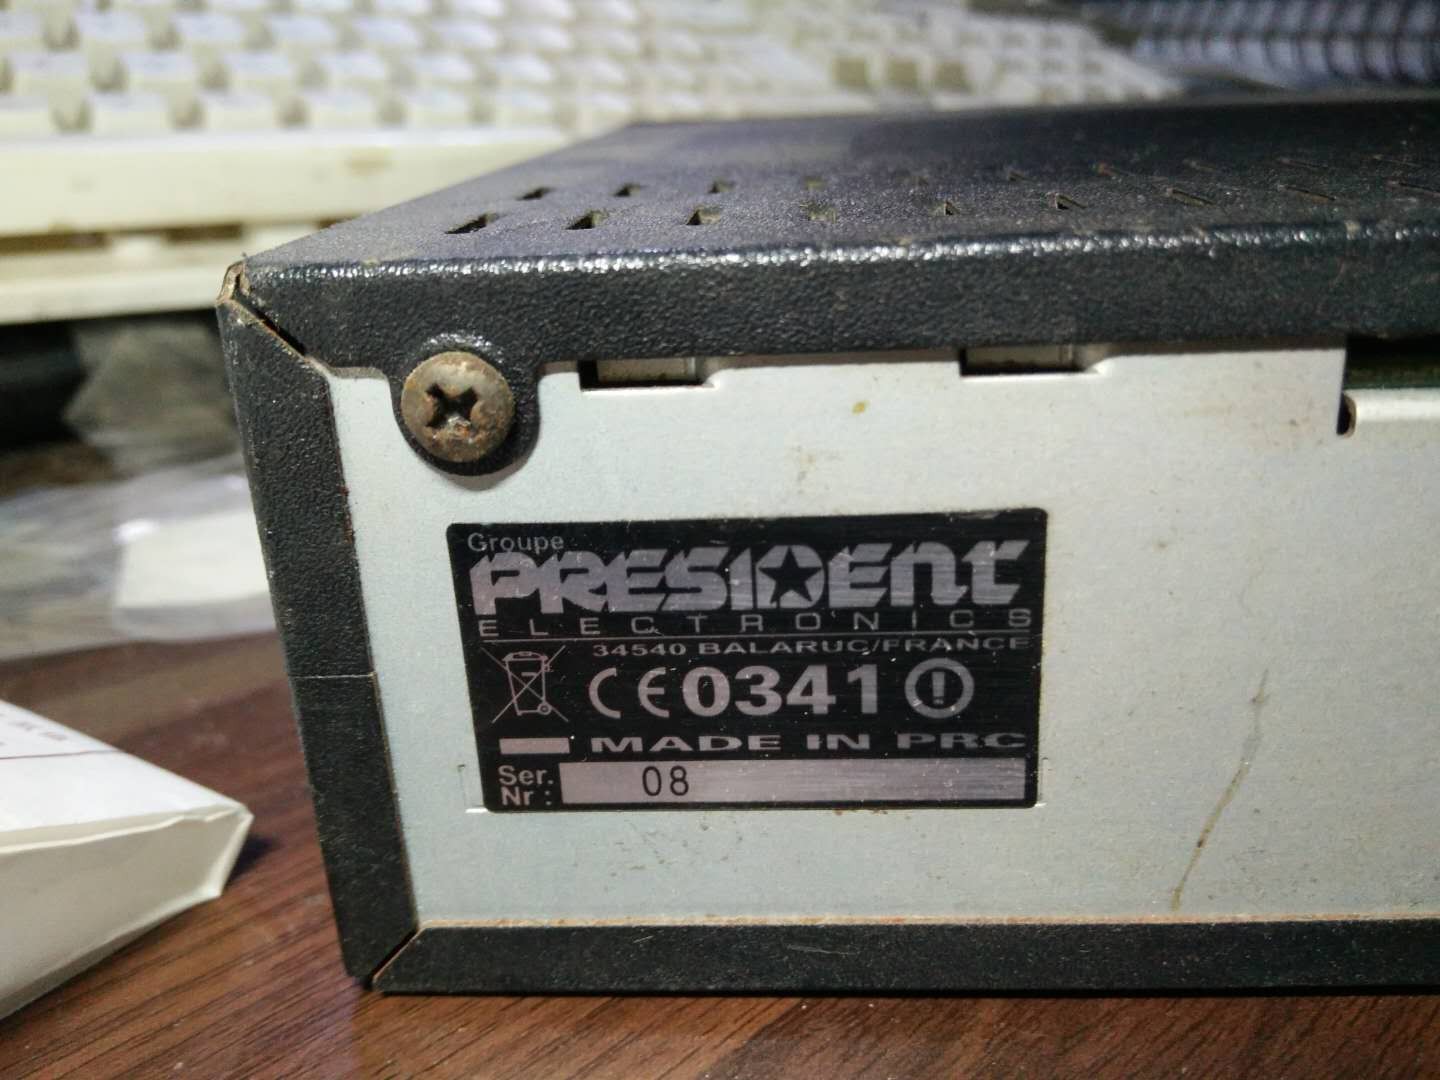 Groupe
PRESIDENT
ELECTRONICS
34540 BALARUC/FRANCE
CE0341
MADE IN PRC
Ser.
Nr : 08